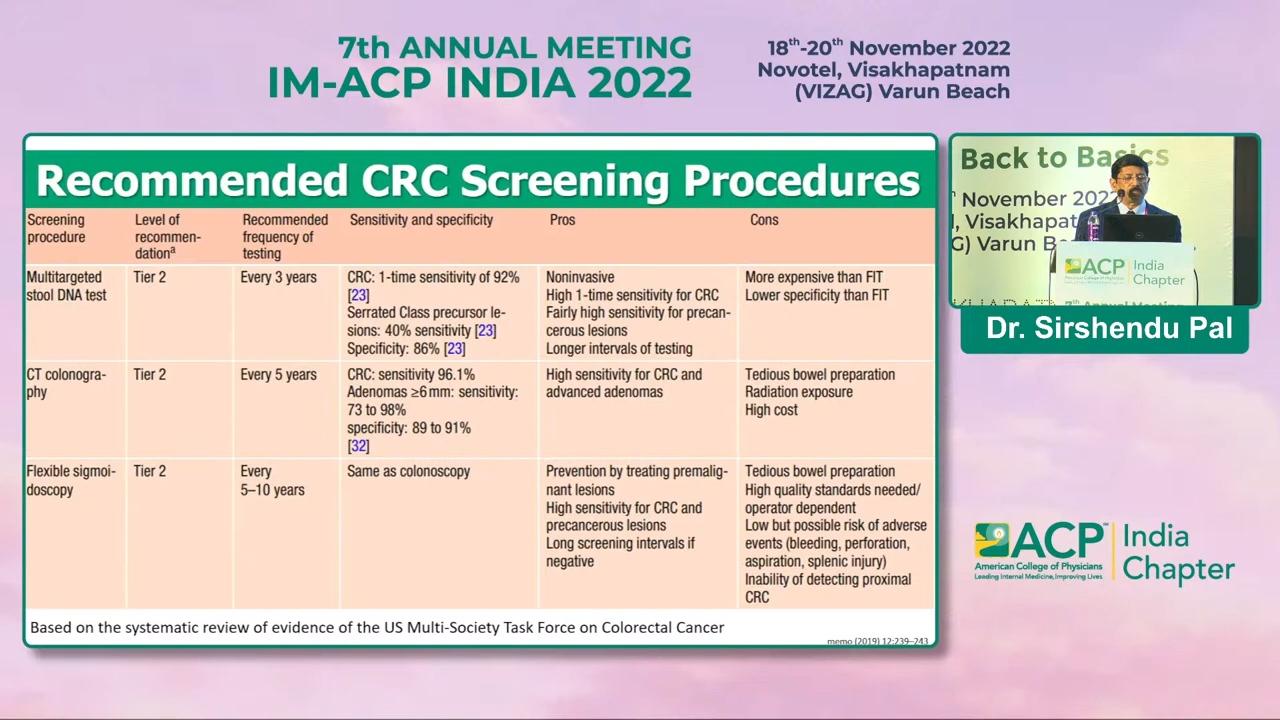 7th ANNUAL MEETING
IM-ACP INDIA 2022
18th-20th November 2022
Novotel, Visakhapatnam
(VIZAG) Varun Beach
Recommended CRC Screening Procedures
Screening
procedure
Level of
recommen-
dationa
Recommended
frequency of
testing
Sensitivity and specificity
Pros
Cons
Multitargeted
stool DNA test
Tier 2
Every 3 years
CRC: 1-time sensitivity of 92%
[23]
Serrated Class precursor le-
sions: 40% sensitivity [23]
Specificity: 86% [23]
Noninvasive
High 1-time sensitivity for CRC
Fairly high sensitivity for precan-
cerous lesions
Longer intervals of testing
More expensive than FIT
Lower specificity than FIT
CT colonogra-
phy
Tier 2
Every 5 years
CRC: sensitivity 96.1%
Adenomas ≥6 mm: sensitivity:
73 to 98%
specificity: 89 to 91%
[32]
High sensitivity for CRC and
advanced adenomas
Tedious bowel preparation
Radiation exposure
High cost
Flexible sigmoi-
doscopy
Tier 2
Every
5–10 years
Same as colonoscopy
Prevention by treating premalig-
nant lesions
High sensitivity for CRC and
precancerous lesions
Long screening intervals if
negative
Tedious bowel preparation
High quality standards needed/
operator dependent
Low but possible risk of adverse
events (bleeding, perforation,
aspiration, splenic injury)
Inability of detecting proximal
CRC
Based on the systematic review of evidence of the US Multi-Society Task Force on Colorectal Cancer
memo (2019) 12:239–243
Back to Basics
November 2022
Visakhapat
G) Varun B
ACP India
Chapter
7th Annual Meeting
Dr. Sirshendu Pal
ACP™
American College of Physicians
Leading Internal Medicine, Improving Lives
India
Chapter